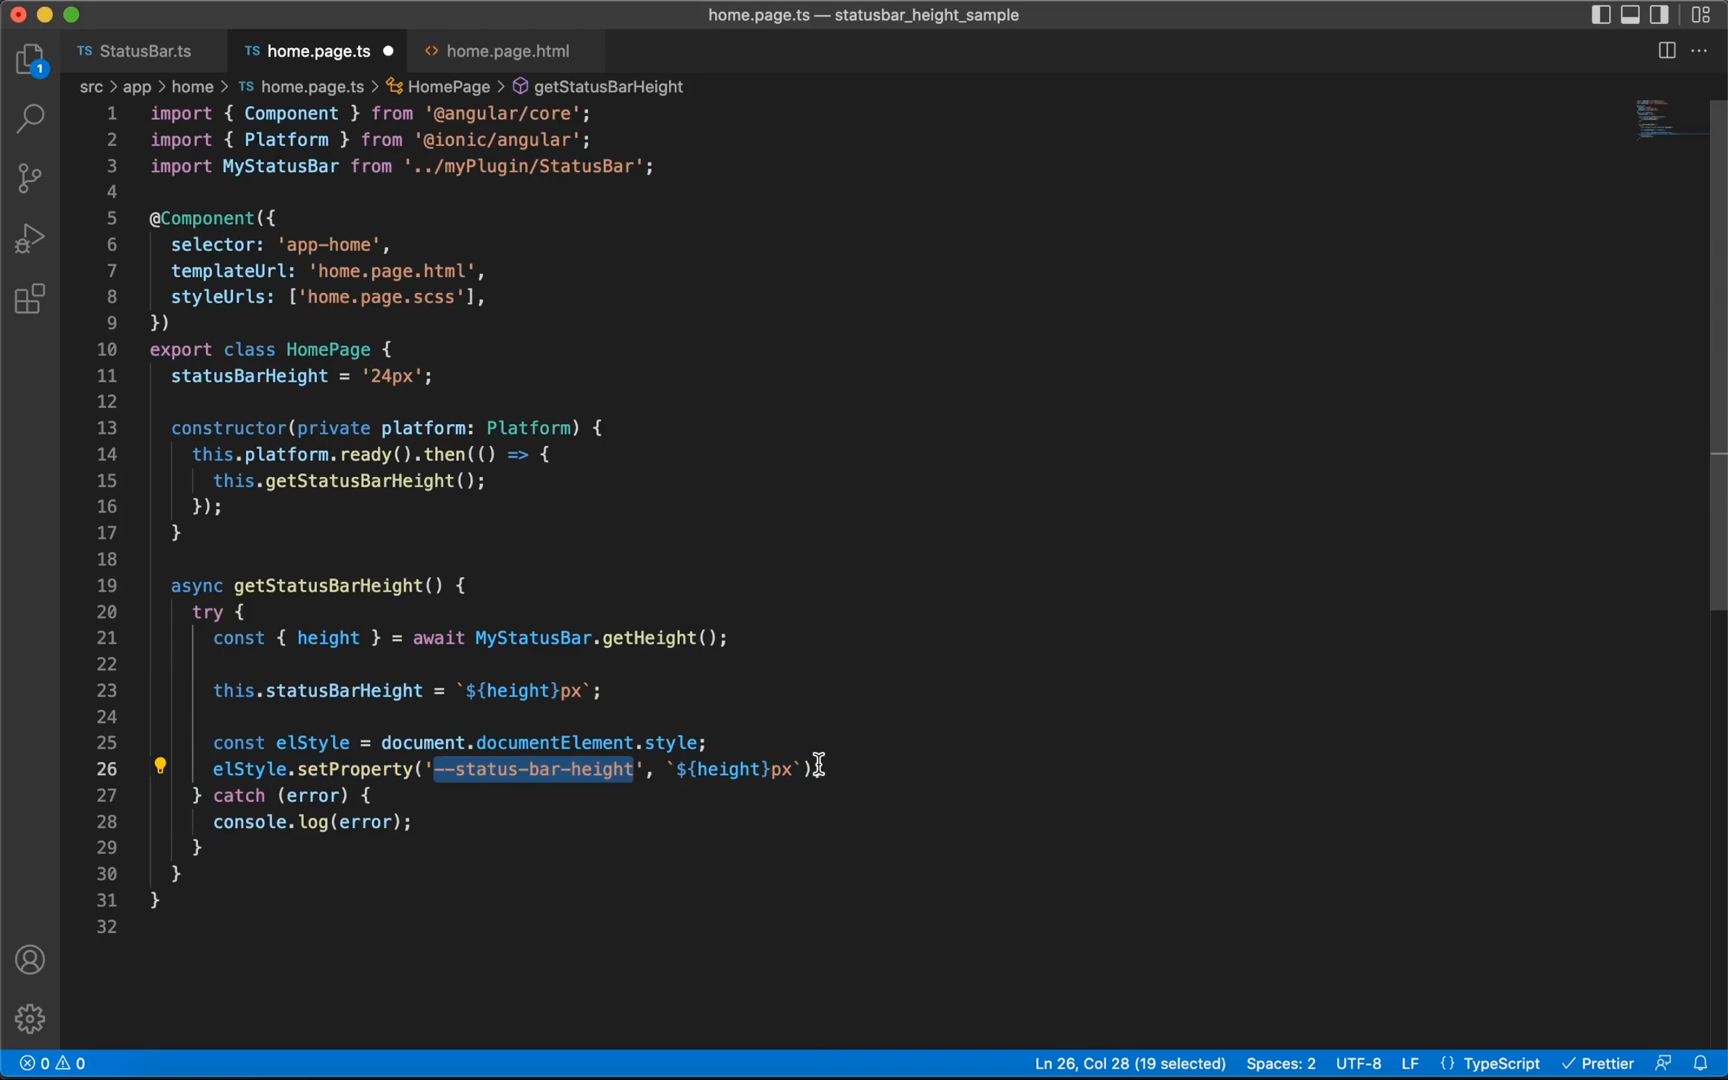 home.page.ts — statusbar_height_sample
TS StatusBar.ts TS home.page.ts ● <> home.page.html
src > app > home > TS home.page.ts > HomePage > getStatusBarHeight
1
1 import { Component } from '@angular/core';
2 import { Platform } from '@ionic/angular';
3 import MyStatusBar from '../myPlugin/StatusBar';
4
5 @Component({
6 selector: 'app-home',
7 templateUrl: 'home.page.html',
8 styleUrls: ['home.page.scss'],
9 })
10 export class HomePage {
11 statusBarHeight = '24px';
12
13 constructor(private platform: Platform) {
14 this.platform.ready().then(() => {
15 this.getStatusBarHeight();
16 });
17 }
18
19 async getStatusBarHeight() {
20 try {
21 const { height } = await MyStatusBar.getHeight();
22
23 this.statusBarHeight = `${height}px`;
24
25 const elStyle = document.documentElement.style;
26 elStyle.setProperty('--status-bar-height', `${height}px`)
27 } catch (error) {
28 console.log(error);
29 }
30 }
31 }
32
0 0 Ln 26, Col 28 (19 selected) Spaces: 2 UTF-8 LF {} TypeScript ✓ Prettier